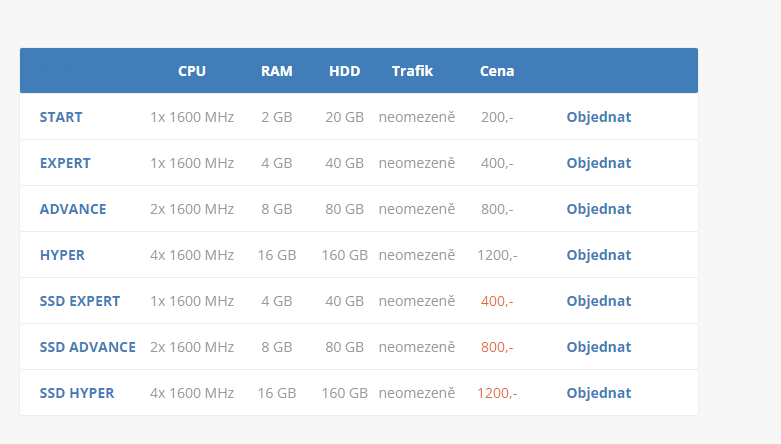 CPU RAM HDD Trafik Cena
START 1x 1600 MHz 2 GB 20 GB neomezeně 200,- Objednat
EXPERT 1x 1600 MHz 4 GB 40 GB neomezeně 400,- Objednat
ADVANCE 2x 1600 MHz 8 GB 80 GB neomezeně 800,- Objednat
HYPER 4x 1600 MHz 16 GB 160 GB neomezeně 1200,- Objednat
SSD EXPERT 1x 1600 MHz 4 GB 40 GB neomezeně 400,- Objednat
SSD ADVANCE 2x 1600 MHz 8 GB 80 GB neomezeně 800,- Objednat
SSD HYPER 4x 1600 MHz 16 GB 160 GB neomezeně 1200,- Objednat